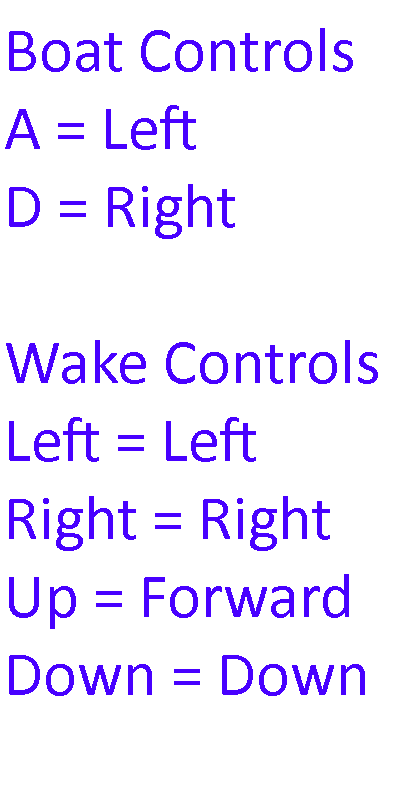 Boat Controls
A = Left
D = Right
Wake Controls
Left = Left
Right = Right
Up = Forward
Down = Down